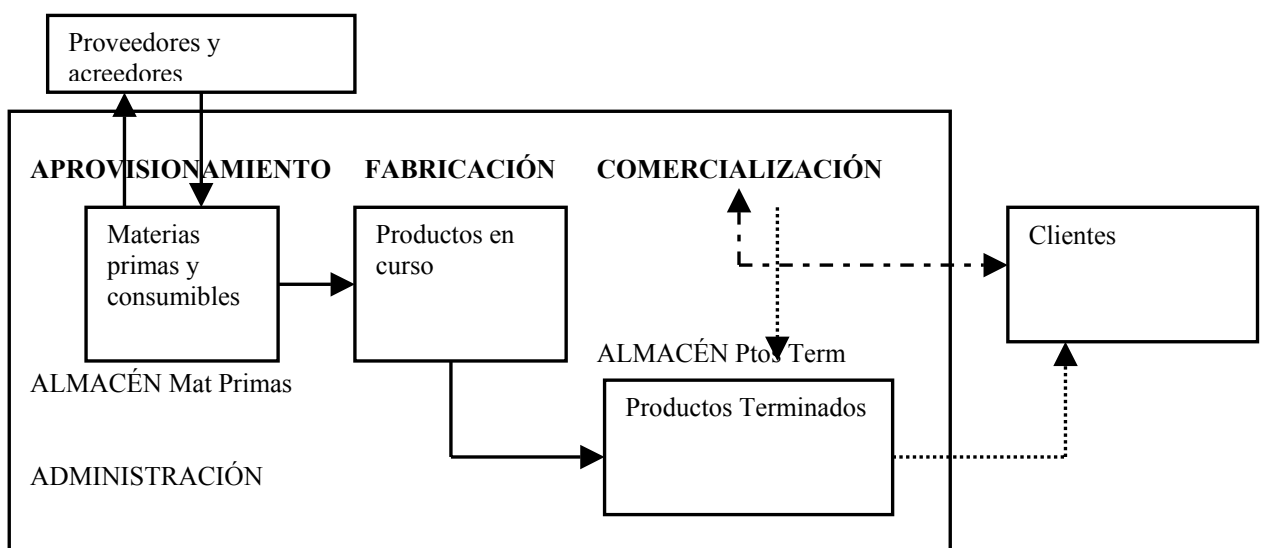 Proveedores y
acreedores
APROVISIONAMIENTO
FABRICACIÓN
COMERCIALIZACIÓN
Materias
primas y
consumibles
Productos en
curso
Clientes
ALMACÉN Mat Primas
ALMACÉN Ptos Term
Productos Terminados
ADMINISTRACIÓN